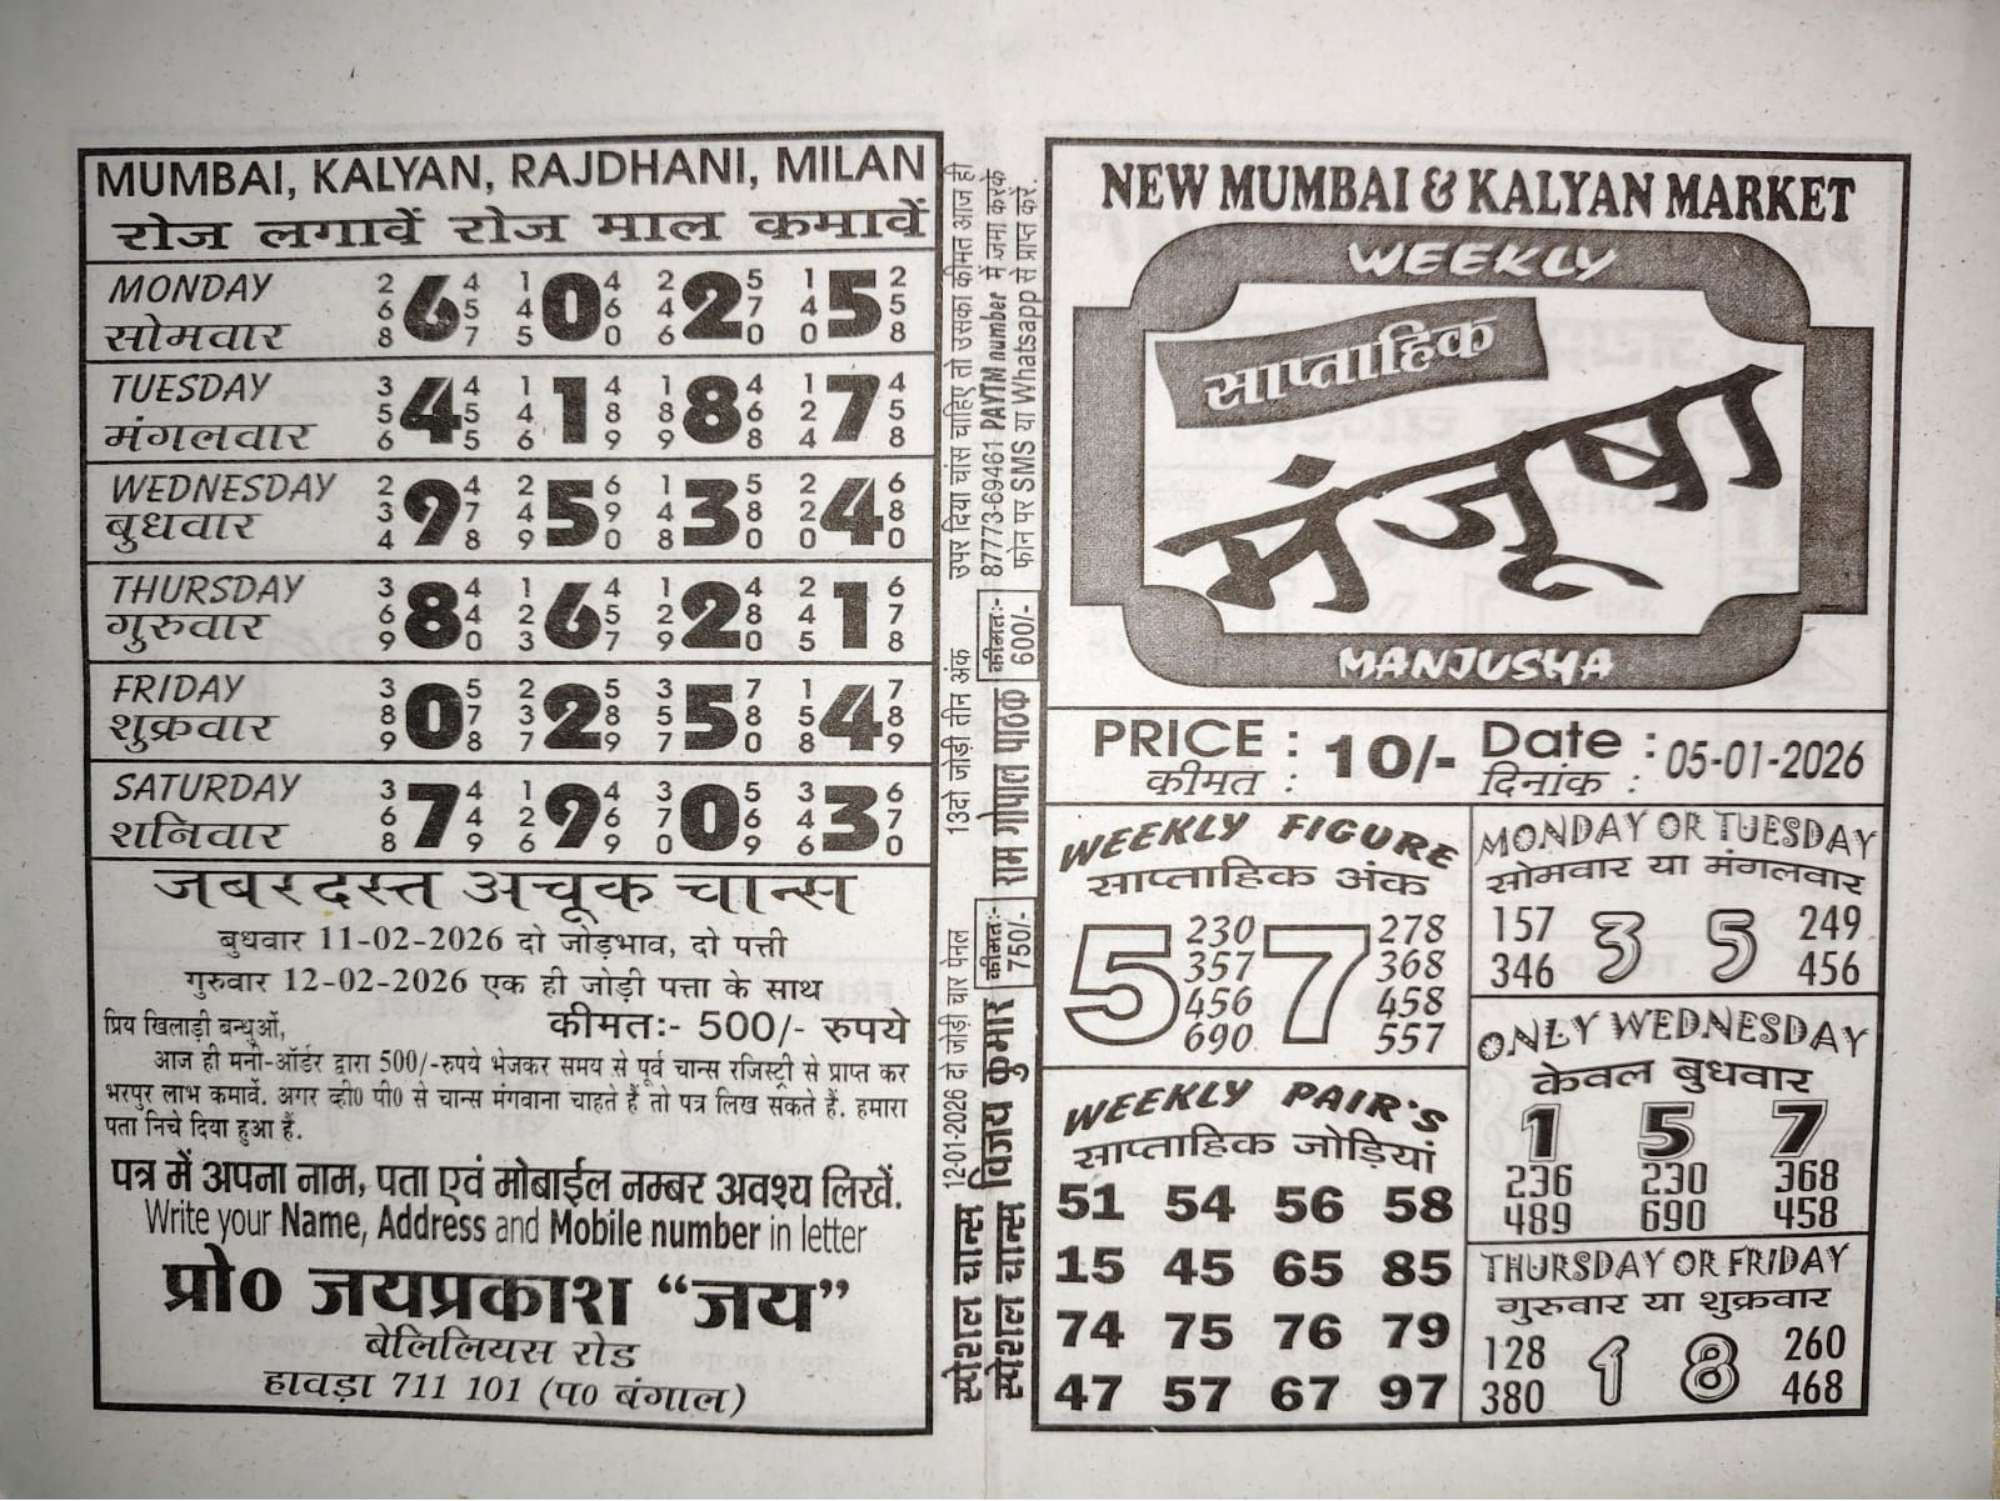 MUMBAI, KALYAN, RAJDHANI, MILAN
रोज लगावें रोज माल कमावें
MONDAY
सोमवार
268 6 457 145 0 460 246 2 570 140 5 258
TUESDAY
मंगलवार
356 4 455 146 1 489 189 8 468 124 7 458
WEDNESDAY
बुधवार
234 9 478 249 5 690 148 3 580 220 4 680
THURSDAY
गुरुवार
369 8 440 123 6 457 129 2 480 245 1 678
FRIDAY
शुक्रवार
389 0 578 237 2 589 357 5 780 158 4 789
SATURDAY
शनिवार
368 7 449 126 9 469 370 0 569 346 3 670
जबरदस्त अचूक चान्स
बुधवार 11-02-2026 दो जोड़भाव, दो पत्ती
गुरुवार 12-02-2026 एक ही जोड़ी पत्ता के साथ
प्रिय खिलाड़ी बन्धुओं, कीमतः- 500/- रुपये
आज ही मनी-ऑर्डर द्वारा 500/-रुपये भेजकर समय से पूर्व चान्स रजिस्ट्री से प्राप्त कर
भरपुर लाभ कमावें. अगर व्ही० पी० से चान्स मंगवाना चाहते हैं तो पत्र लिख सकते हैं. हमारा
पता निचे दिया हुआ हैं.
पत्र में अपना नाम, पता एवं मोबाईल नम्बर अवश्य लिखें.
Write your Name, Address and Mobile number in letter
प्रो० जयप्रकाश “जय”
बेलिलियस रोड
हावड़ा 711 101 (प० बंगाल)
स्पेशल चान्स 12-01-2026 दो जोड़ी चार पेनल 13दो जोड़ी तीन अंक उपर दिया चांस चाहिए तो उसका कीमत आज ही
स्पेशल चान्स विजय कुमार कीमतः- 750/- राम गोपाल पाठक कीमतः- 600/- 87773-69461 PAYTM number में जमा करके
फोन पर SMS या Whatsapp से प्राप्त करें.
NEW MUMBAI & KALYAN MARKET
WEEKLY
साप्ताहिक
मंजूषा
MANJUSHA
PRICE : 10/- Date : 05-01-2026
कीमत : दिनांक :
WEEKLY FIGURE
साप्ताहिक अंक
5 7
230 278
357 368
456 458
690 557
WEEKLY PAIR'S
साप्ताहिक जोड़ियां
51 54 56 58
15 45 65 85
74 75 76 79
47 57 67 97
MONDAY OR TUESDAY
सोमवार या मंगलवार
157 3 5 249
346 456
ONLY WEDNESDAY
केवल बुधवार
1 5 7
236 230 368
489 690 458
THURSDAY OR FRIDAY
गुरुवार या शुक्रवार
128 1 8 260
380 468